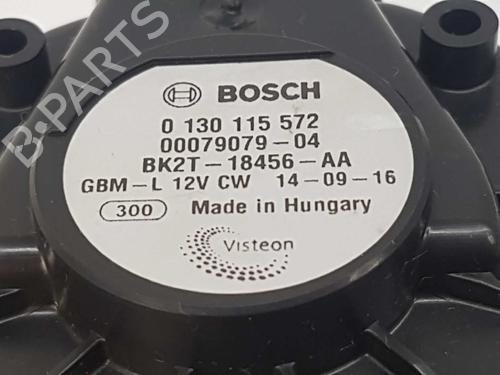 BOSCH
0 130 115 572
00079079-04
BK2T-18456-AA
GBM-L 12V CW 14-09-16
300 Made in Hungary
Visteon
B-PARTS